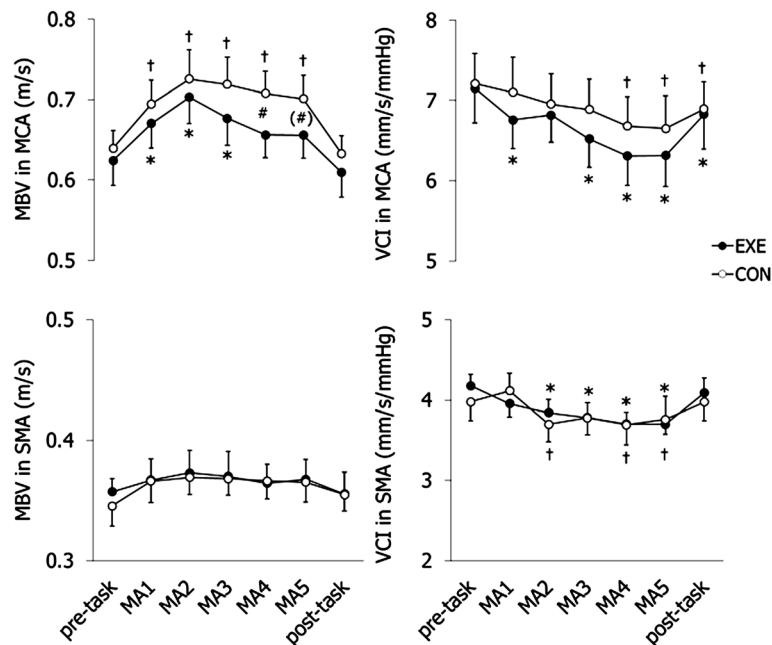 MBV in MCA (m/s)
0.8
0.7
0.6
0.5
† † † † †
# (#)
* * *
VCI in MCA (mm/s/mmHg)
8
7
6
5
† † †
* * * * *
EXE
CON
MBV in SMA (m/s)
0.5
0.4
0.3
pre-task
MA1
MA2
MA3
MA4
MA5
post-task
VCI in SMA (mm/s/mmHg)
5
4
3
2
* * * *
† † †
pre-task
MA1
MA2
MA3
MA4
MA5
post-task